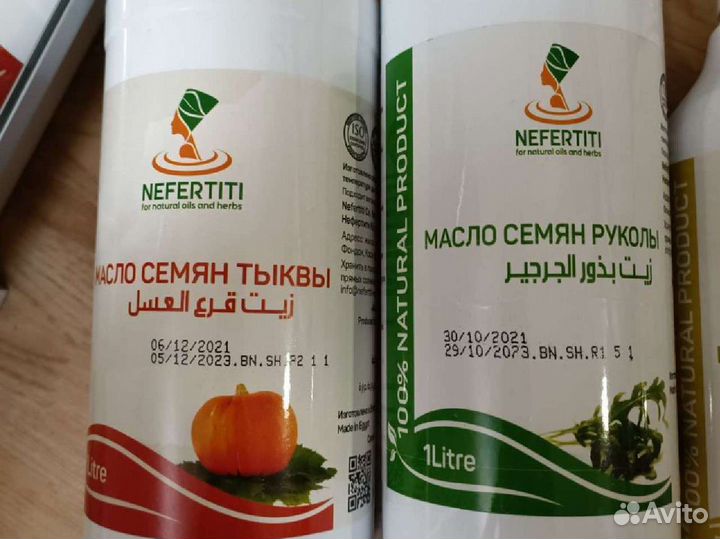 NEFERTITI
for natural oils and herbs
МАСЛО СЕМЯН ТЫКВЫ
زيت قرع العسل
06/12/2021
05/12/2023.BN.SH.P2 1 1
Litre
ISO
Made in Egypt
100% NATURAL PRODUCT
NEFERTITI
for natural oils and herbs
МАСЛО СЕМЯН РУКОЛЫ
زيت بذور الجرجير
30/10/2021
29/10/2023.BN.SH.R1 5 1
1Litre
100% NATURAL PRODUCT
Avito